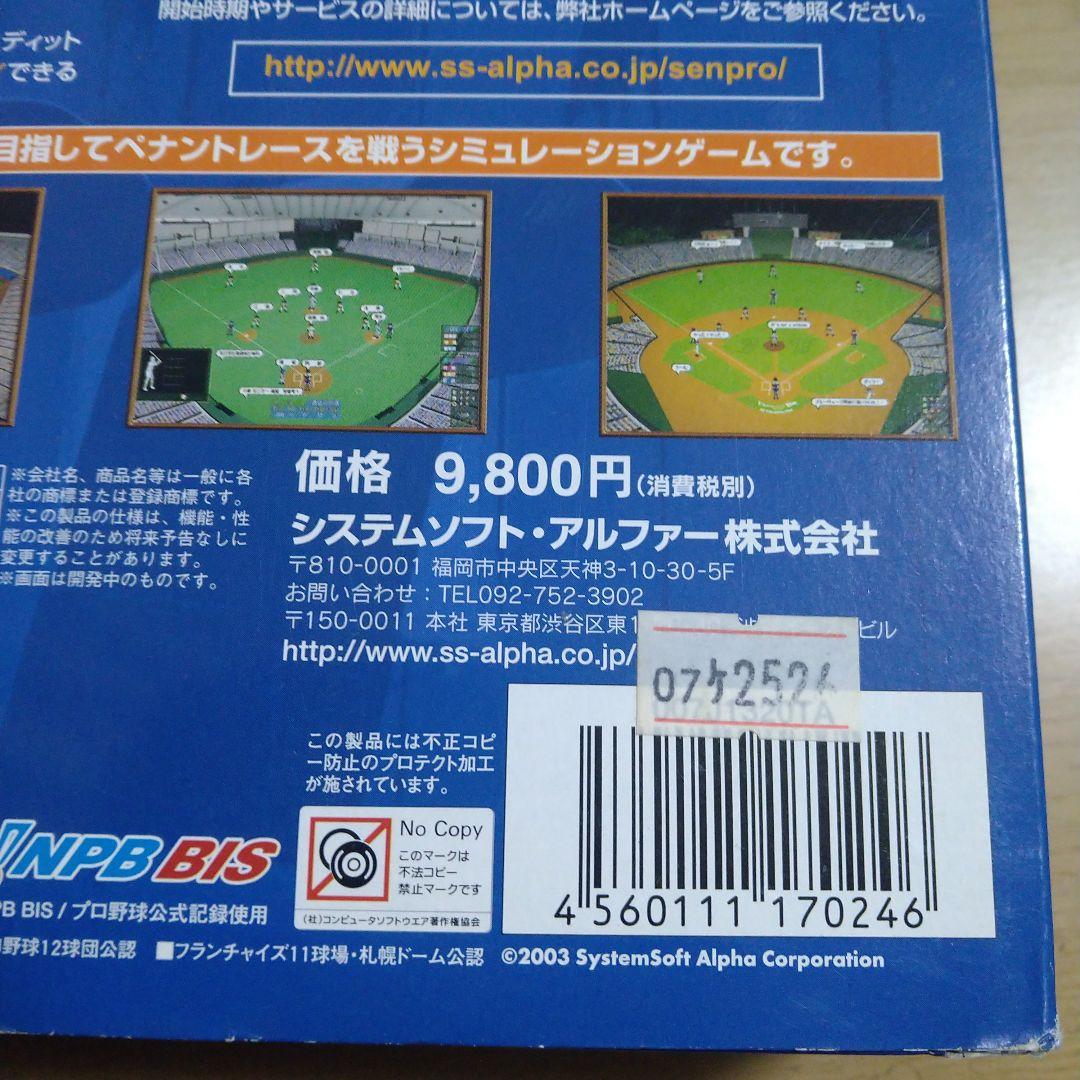 開始時期やサービスの詳細については、弊社ホームページをご参照ください。
ディット
できる
http://www.ss-alpha.co.jp/senpro/
目指してペナントレースを戦うシミュレーションゲームです。
※会社名、商品名等は一般に各
社の商標または登録商標です。
※この製品の仕様は、機能・性
能の改善のため将来予告なしに
変更することがあります。
※画面は開発中のものです。
価格 9,800円(消費税別)
システムソフト・アルファー株式会社
〒810-0001 福岡市中央区天神3-10-30-5F
お問い合わせ：TEL092-752-3902
〒150-0011 本社 東京都渋谷区東1
ビル
http://www.ss-alpha.co.jp/
この製品には不正コピ
ー防止のプロテクト加工
が施されています。
No Copy
このマークは
不法コピー
禁止マークです
(社)コンピュータソフトウエア著作権協会
4 560111 170246
NPB BIS
PB BIS / プロ野球公式記録使用
野球12球団公認 ■フランチャイズ11球場・札幌ドーム公認 ©2003 SystemSoft Alpha Corporation